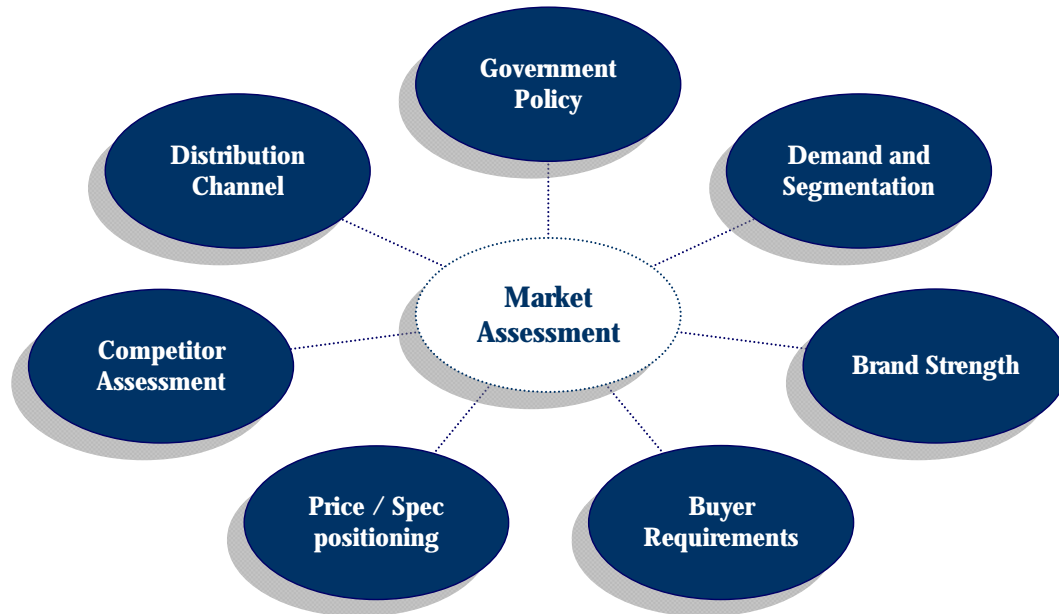 Government
Policy
Distribution
Channel
Demand and
Segmentation
Market
Assessment
Competitor
Assessment
Brand Strength
Price / Spec
positioning
Buyer
Requirements